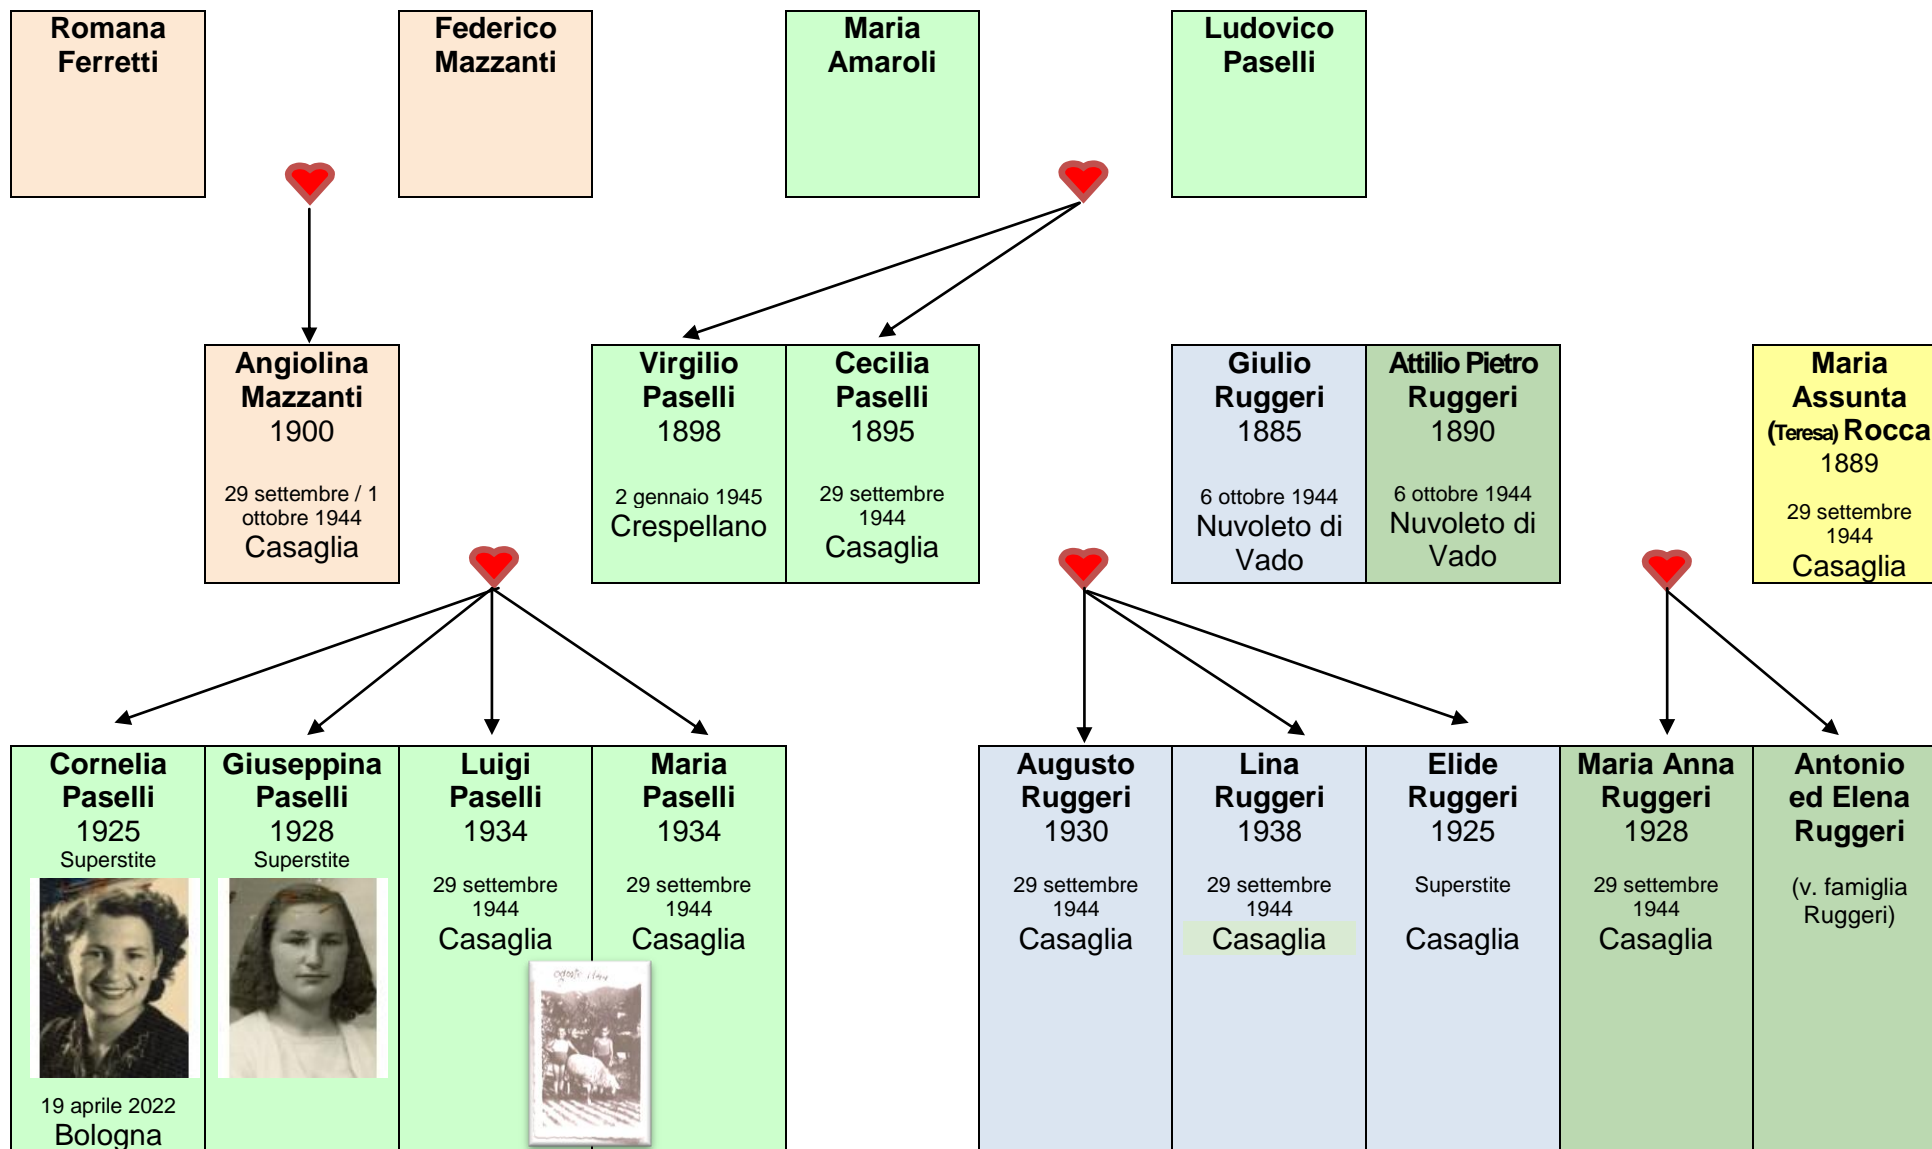 Romana
Ferretti
Federico
Mazzanti
Maria
Amaroli
Ludovico
Paselli
Angiolina
Mazzanti
1900
29 settembre / 1
ottobre 1944
Casaglia
Virgilio
Paselli
1898
2 gennaio 1945
Crespellano
Cecilia
Paselli
1895
29 settembre
1944
Casaglia
Giulio
Ruggeri
1885
6 ottobre 1944
Nuvoleto di
Vado
Attilio Pietro
Ruggeri
1890
6 ottobre 1944
Nuvoleto di
Vado
Maria
Assunta
(Teresa) Rocca
1889
29 settembre
1944
Casaglia
Cornelia
Paselli
1925
Superstite
19 aprile 2022
Bologna
Giuseppina
Paselli
1928
Superstite
Luigi
Paselli
1934
29 settembre
1944
Casaglia
Maria
Paselli
1934
29 settembre
1944
Casaglia
agosto 1944
Augusto
Ruggeri
1930
29 settembre
1944
Casaglia
Lina
Ruggeri
1938
29 settembre
1944
Casaglia
Elide
Ruggeri
1925
Superstite
Casaglia
Maria Anna
Ruggeri
1928
29 settembre
1944
Casaglia
Antonio
ed Elena
Ruggeri
(v. famiglia
Ruggeri)